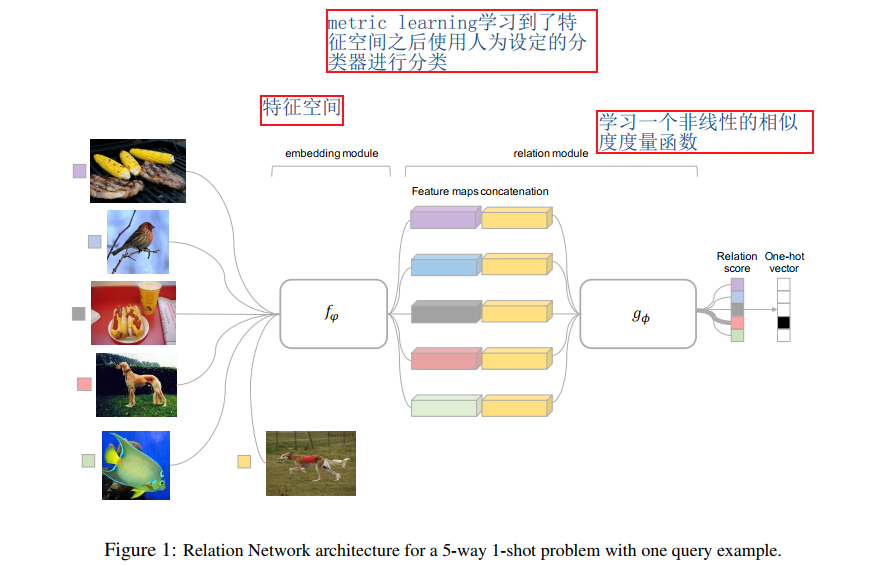 metric learning学习到了特
征空间之后使用人为设定的分
类器进行分类
特征空间
学习一个非线性的相似
度度量函数
embedding module
relation module
Feature maps concatenation
Relation
score
One-hot
vector
fφ
gϕ
Figure 1: Relation Network architecture for a 5-way 1-shot problem with one query example.